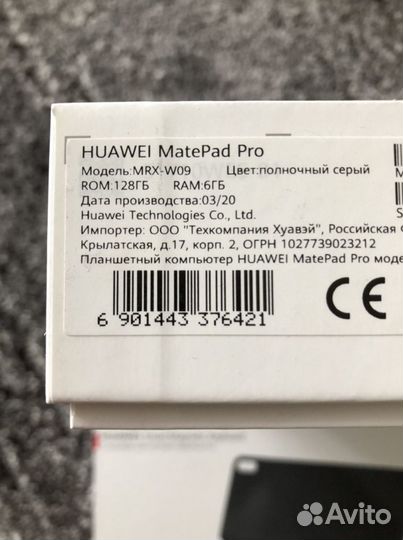 HUAWEI MatePad Pro
Модель:MRX-W09 Цвет:полночный серый
ROM:128ГБ RAM:6ГБ
Дата производства:03/20
Huawei Technologies Co., Ltd.
Импортер: ООО "Техкомпания Хуавэй", Российская
Крылатская, д.17, корп. 2, ОГРН 1027739023212
Планшетный компьютер HUAWEI MatePad Pro
6 901443 376421
CE
Avito